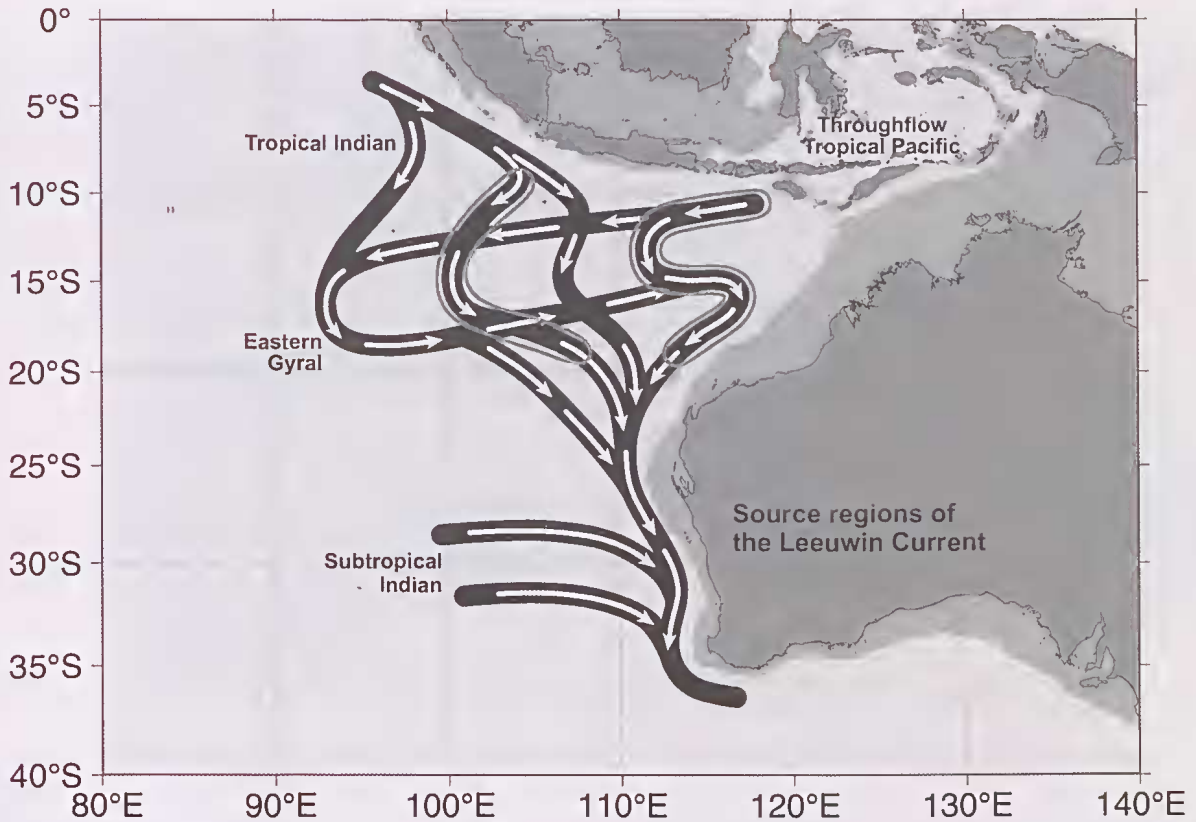 0°
5°S
10°S
15°S
20°S
25°S
30°S
35°S
40°S
80°E
90°E
100°E
110°E
120°E
130°E
140°E
Tropical Indian
Throughflow
Tropical Pacific
Eastern
Gyral
Subtropical
Indian
Source regions of
the Leeuwin Current